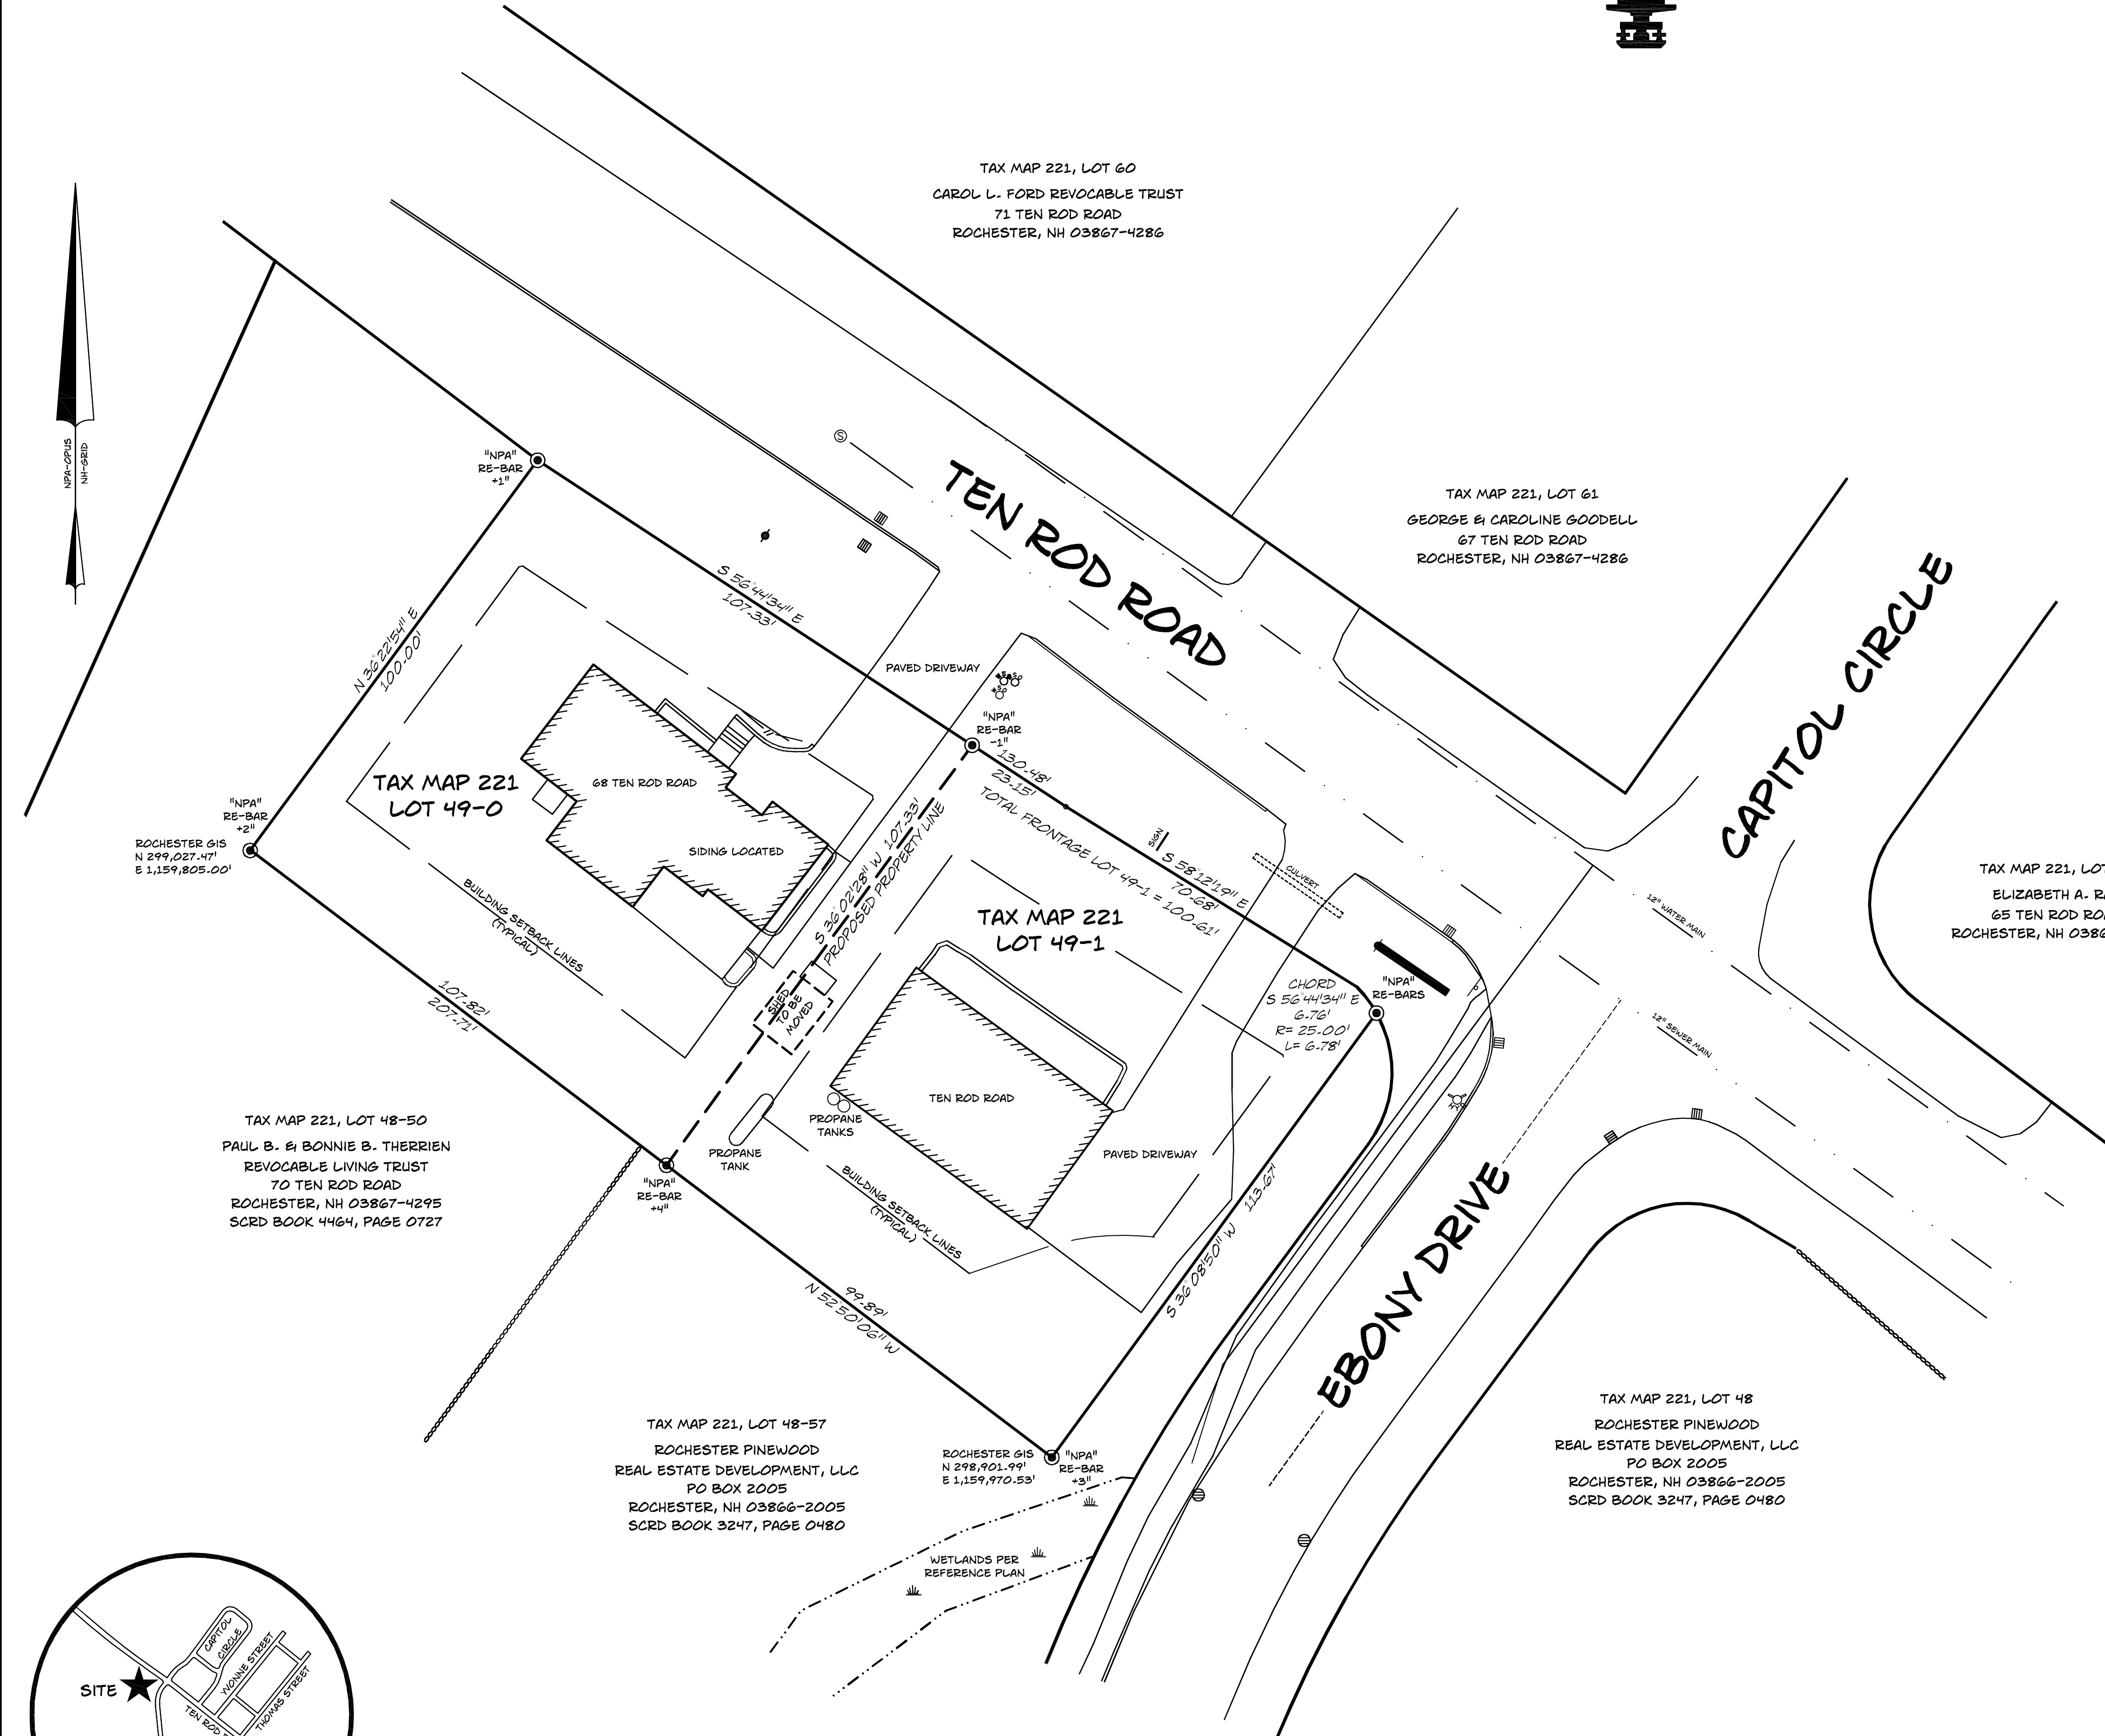 TAX MAP 221, LOT 60
CAROL L. FORD REVOCABLE TRUST
71 TEN ROD ROAD
ROCHESTER, NH 03867-4286
NPA-OPUS
NH-GRID
TEN ROD ROAD
TAX MAP 221, LOT 61
GEORGE & CAROLINE GOODELL
67 TEN ROD ROAD
ROCHESTER, NH 03867-4286
CAPITOL CIRCLE
"NPA"
RE-BAR
+1"
S 56°44'34" E
107.33'
N 36°22'54" E
100.00'
PAVED DRIVEWAY
"NPA"
RE-BAR
-1"
130.48'
23.15'
TOTAL FRONTAGE LOT 49-1 = 100.61'
SIGN
S 58°12'19" E
70.68'
CULVERT
TAX MAP 221
LOT 49-0
68 TEN ROD ROAD
SIDING LOCATED
"NPA"
RE-BAR
+2"
ROCHESTER GIS
N 299,027.47'
E 1,159,805.00'
BUILDING SETBACK LINES
(TYPICAL)
S 36°02'28" W 107.33'
PROPOSED PROPERTY LINE
SHED
TO BE
MOVED
TAX MAP 221
LOT 49-1
12" WATER MAIN
12" SEWER MAIN
TAX MAP 221, LOT
ELIZABETH A.
65 TEN ROD
ROCHESTER, NH
CHORD
S 56°44'34" E
6.76'
R= 25.00'
L= 6.78'
"NPA"
RE-BARS
107.82'
207.71'
TEN ROD ROAD
PROPANE
TANKS
PROPANE
TANK
PAVED DRIVEWAY
BUILDING SETBACK LINES
(TYPICAL)
"NPA"
RE-BAR
+4"
S 36°08'50" W 113.67'
EBONY DRIVE
99.89'
N 52°50'06" W
TAX MAP 221, LOT 48-50
PAUL B. & BONNIE B. THERRIEN
REVOCABLE LIVING TRUST
70 TEN ROD ROAD
ROCHESTER, NH 03867-4295
SCRD BOOK 4464, PAGE 0727
TAX MAP 221, LOT 48-57
ROCHESTER PINEWOOD
REAL ESTATE DEVELOPMENT, LLC
PO BOX 2005
ROCHESTER, NH 03866-2005
SCRD BOOK 3247, PAGE 0480
ROCHESTER GIS
N 298,901.99'
E 1,159,970.53'
"NPA"
RE-BAR
+3"
TAX MAP 221, LOT 48
ROCHESTER PINEWOOD
REAL ESTATE DEVELOPMENT, LLC
PO BOX 2005
ROCHESTER, NH 03866-2005
SCRD BOOK 3247, PAGE 0480
WETLANDS PER
REFERENCE PLAN
SITE
CAPITOL
CIRCLE
YVONNE STREET
THOMAS STREET
TEN ROD